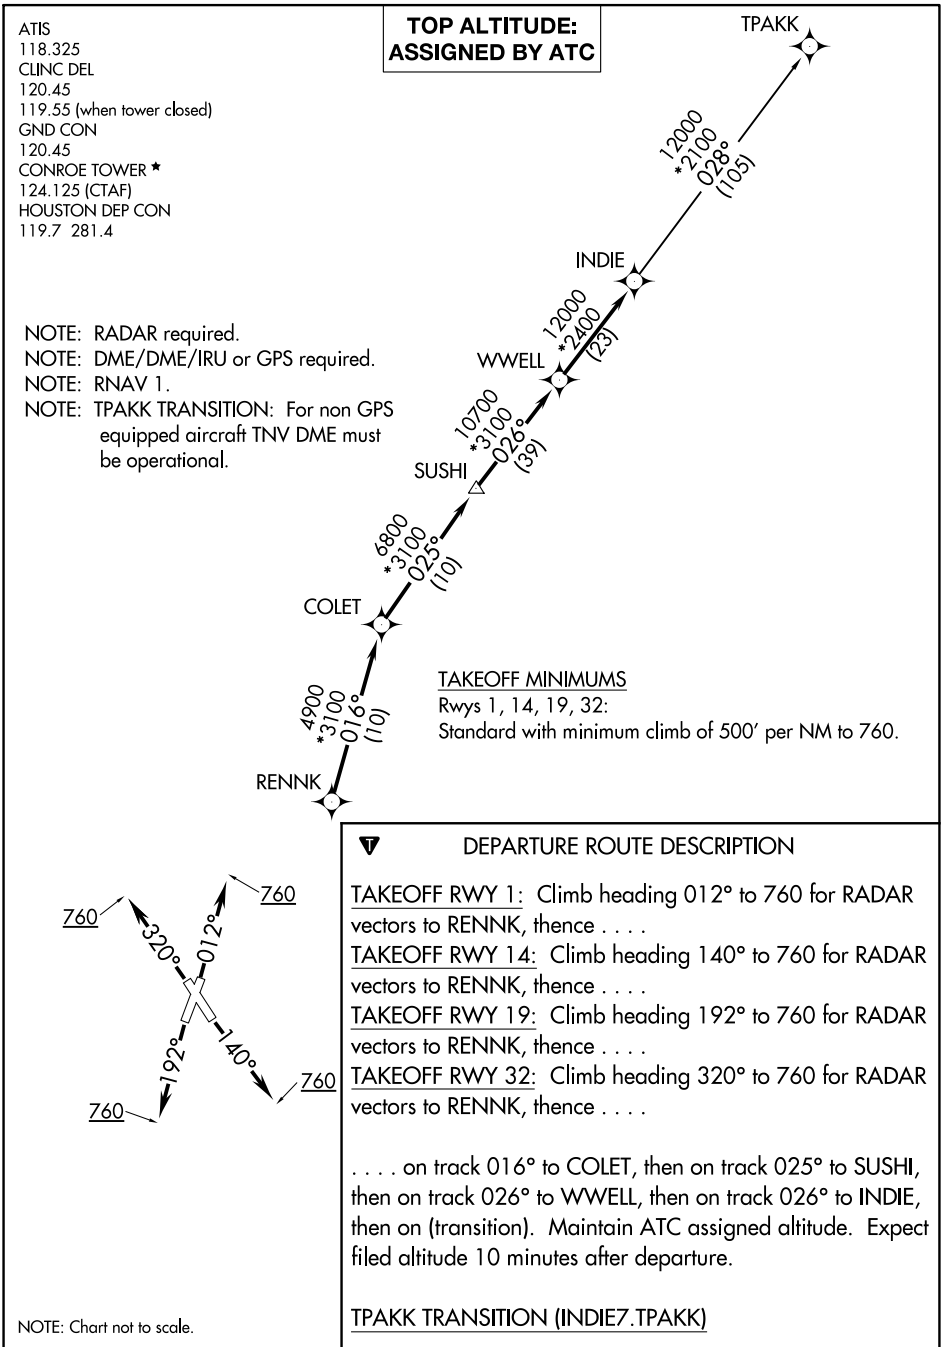 ATIS
118.325
CLINC DEL
120.45
119.55 (when tower closed)
GND CON
120.45
CONROE TOWER ★
124.125 (CTAF)
HOUSTON DEP CON
119.7 281.4
TOP ALTITUDE:
ASSIGNED BY ATC
TPAKK
12000
*2100
028°
(105)
INDIE
12000
*2400
(23)
WWELL
10700
*3100
026°
(39)
SUSHI
6800
*3100
025°
(10)
COLET
4900
*3100
016°
(10)
RENNK
NOTE: RADAR required.
NOTE: DME/DME/IRU or GPS required.
NOTE: RNAV 1.
NOTE: TPAKK TRANSITION: For non GPS
equipped aircraft TNV DME must
be operational.
TAKEOFF MINIMUMS
Rwys 1, 14, 19, 32:
Standard with minimum climb of 500' per NM to 760.
760
320°
760
012°
760
192°
760
140°
NOTE: Chart not to scale.
T
DEPARTURE ROUTE DESCRIPTION
TAKEOFF RWY 1: Climb heading 012° to 760 for RADAR
vectors to RENNK, thence . . . .
TAKEOFF RWY 14: Climb heading 140° to 760 for RADAR
vectors to RENNK, thence . . . .
TAKEOFF RWY 19: Climb heading 192° to 760 for RADAR
vectors to RENNK, thence . . . .
TAKEOFF RWY 32: Climb heading 320° to 760 for RADAR
vectors to RENNK, thence . . . .
. . . . on track 016° to COLET, then on track 025° to SUSHI,
then on track 026° to WWELL, then on track 026° to INDIE,
then on (transition). Maintain ATC assigned altitude. Expect
filed altitude 10 minutes after departure.
TPAKK TRANSITION (INDIE7.TPAKK)